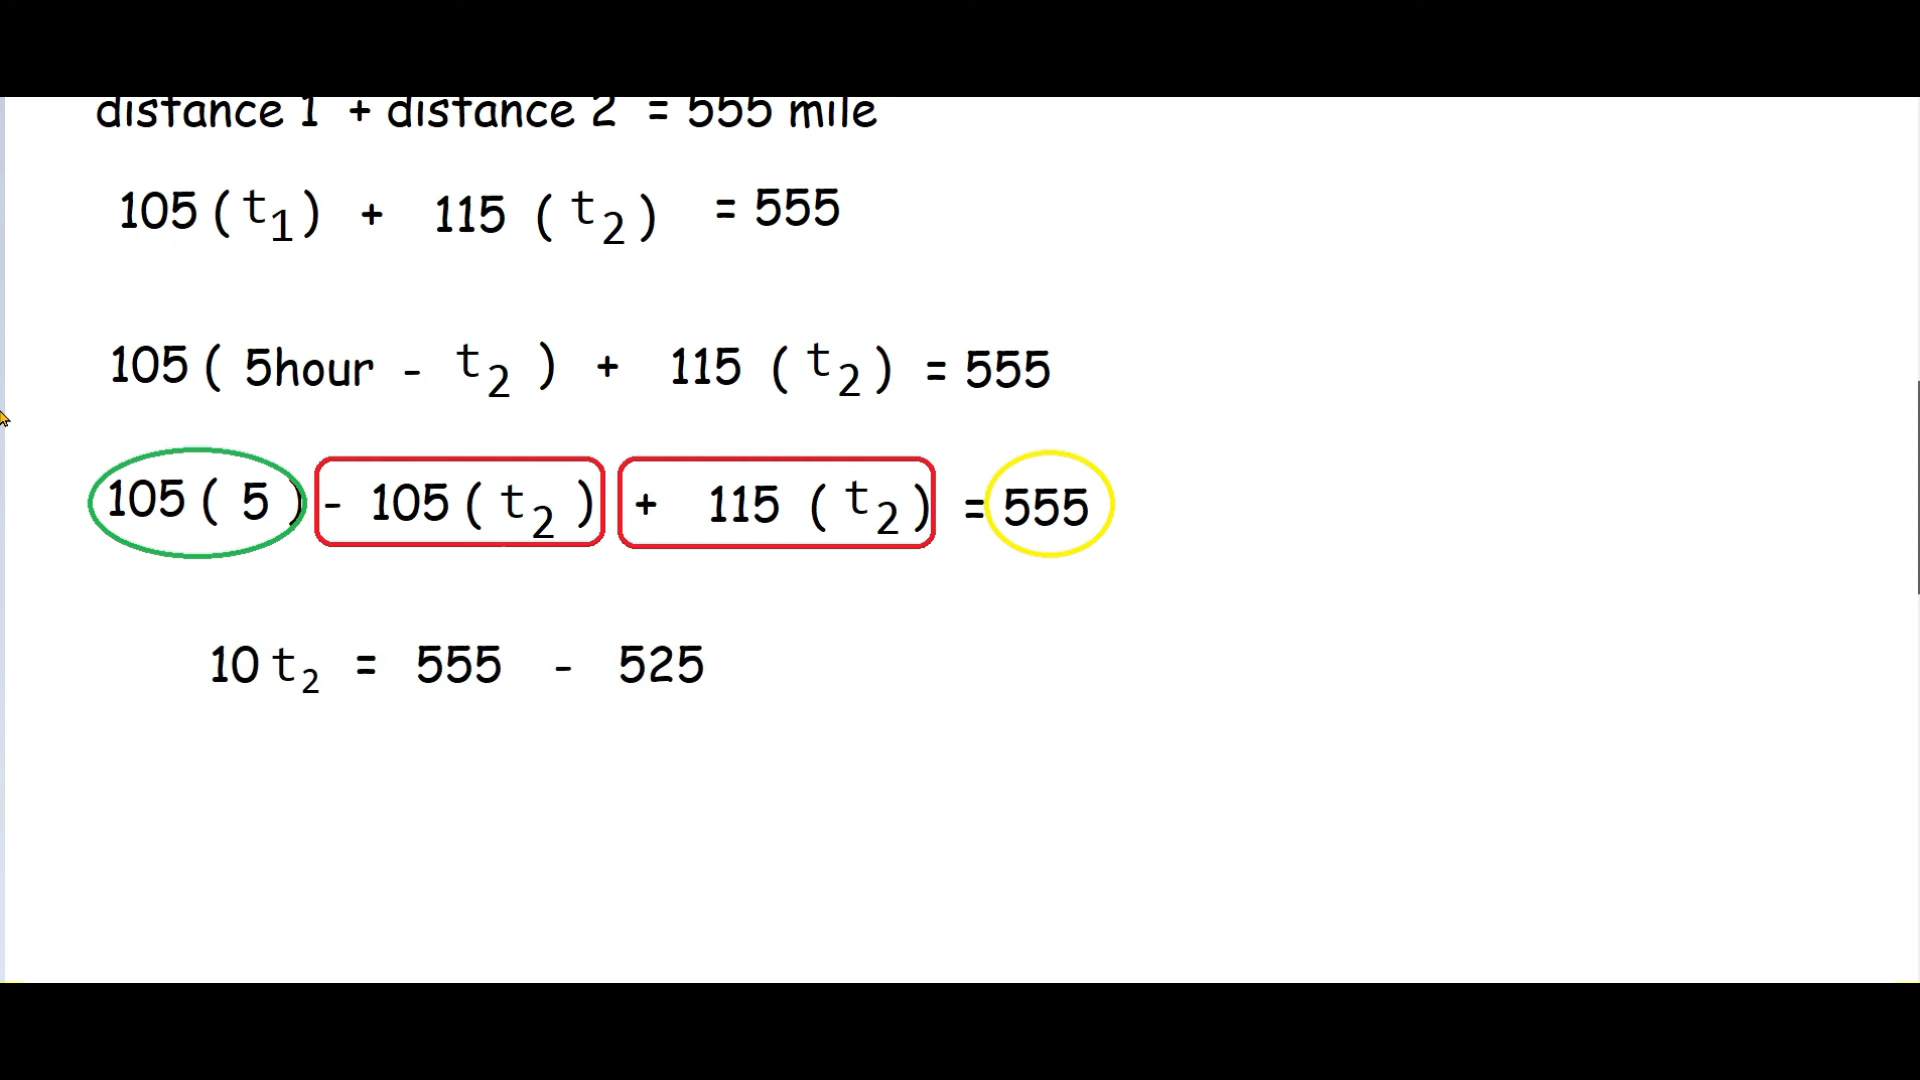 distance 1 + distance 2 = 555 mile
105 ( t₁ ) + 115 ( t₂ ) = 555
105 ( 5hour - t₂ ) + 115 ( t₂ ) = 555
105 ( 5 ) - 105 ( t₂ ) + 115 ( t₂ ) = 555
10 t₂ = 555 - 525